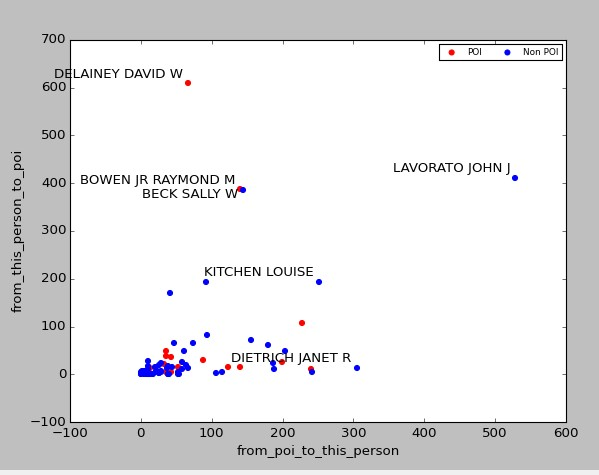 700
600
500
400
300
200
100
0
−100
from_this_person_to_poi
POI
Non POI
DELAINEY DAVID W
LAVORATO JOHN J
BOWEN JR RAYMOND M
BECK SALLY W
KITCHEN LOUISE
DIETRICH JANET R
−100 0 100 200 300 400 500 600
from_poi_to_this_person